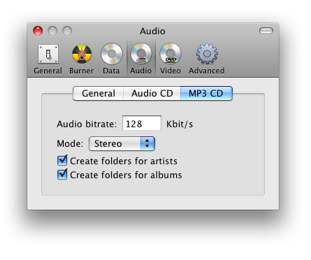 Audio
General Burner Data Audio Video Advanced
General Audio CD MP3 CD
Audio bitrate: 128 Kbit/s
Mode: Stereo
Create folders for artists
Create folders for albums